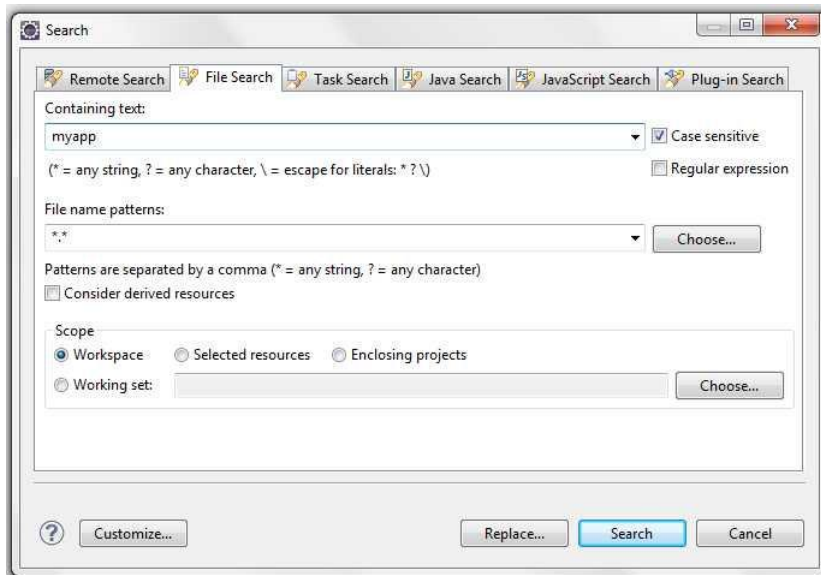 Search
Remote Search File Search Task Search Java Search JavaScript Search Plug-in Search
Containing text:
myapp Case sensitive
(* = any string, ? = any character, \ = escape for literals: * ? \) Regular expression
File name patterns:
*.* Choose...
Patterns are separated by a comma (* = any string, ? = any character)
Consider derived resources
Scope
Workspace Selected resources Enclosing projects
Working set: Choose...
? Customize... Replace... Search Cancel